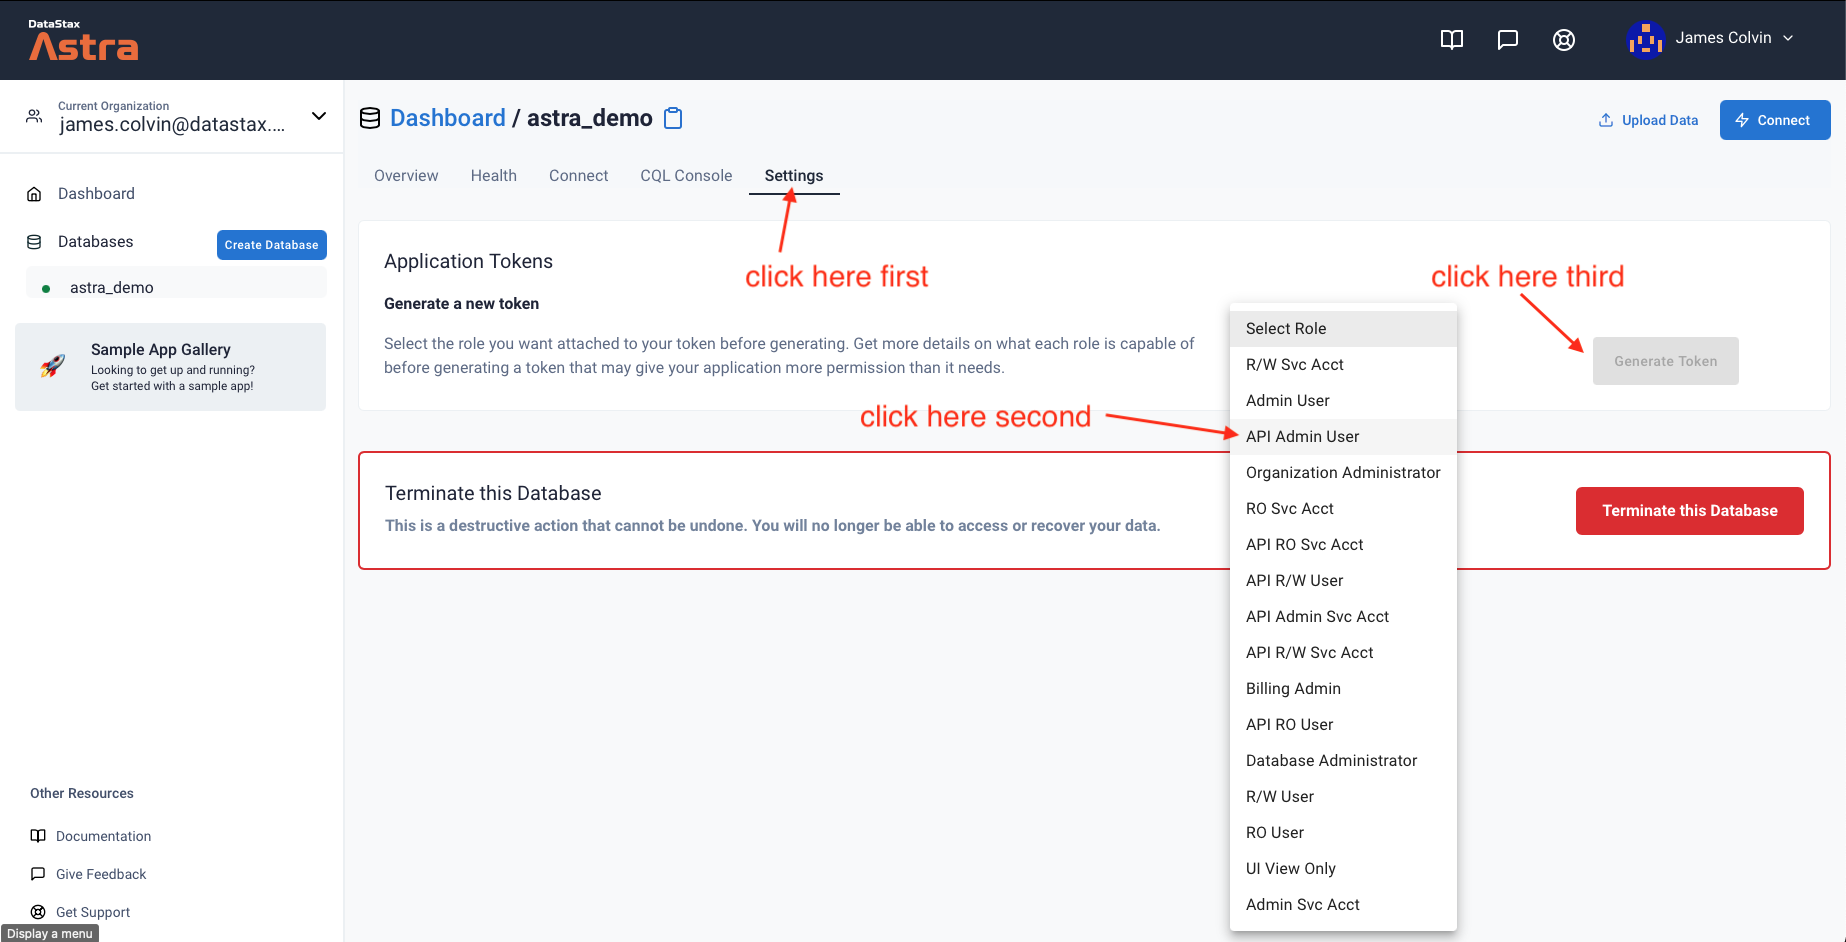 DataStax
Astra
James Colvin
Current Organization
james.colvin@datastax....
Dashboard
Databases
Create Database
astra_demo
Sample App Gallery
Looking to get up and running?
Get started with a sample app!
Other Resources
Documentation
Give Feedback
Get Support
Display a menu
Dashboard / astra_demo
Upload Data
Connect
Overview
Health
Connect
CQL Console
Settings
click here first
Application Tokens
Generate a new token
Select the role you want attached to your token before generating. Get more details on what each role is capable of
before generating a token that may give your application more permission than it needs.
click here second
click here third
Generate Token
Select Role
R/W Svc Acct
Admin User
API Admin User
Organization Administrator
RO Svc Acct
API RO Svc Acct
API R/W User
API Admin Svc Acct
API R/W Svc Acct
Billing Admin
API RO User
Database Administrator
R/W User
RO User
UI View Only
Admin Svc Acct
Terminate this Database
This is a destructive action that cannot be undone. You will no longer be able to access or recover your data.
Terminate this Database